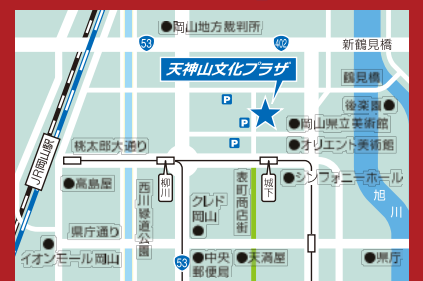 ●岡山地方裁判所
53
402
新鶴見橋
天神山文化プラザ
鶴見橋
P
P
P
後楽園●
●岡山県立美術館
●オリエント美術館
JR岡山駅
桃太郎大通り
柳川
城下
●高島屋
西川緑道公園
クレド
岡山
●
表町商店街
●シンフォニーホール
旭川
県庁通り
●
イオンモール岡山
53
●中央
郵便局
●天満屋
●県庁